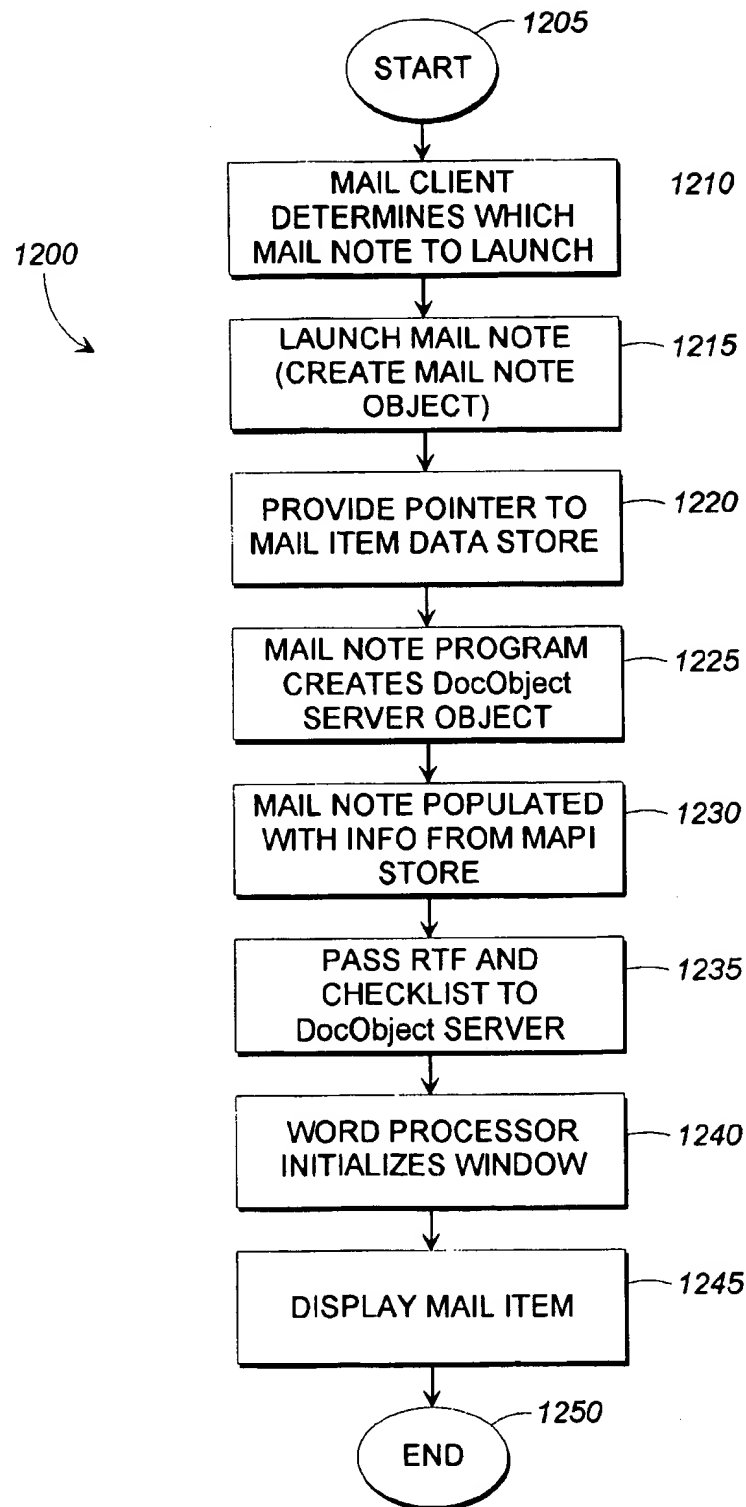 1205
START
MAIL CLIENT
DETERMINES WHICH
MAIL NOTE TO LAUNCH
1210
1200
LAUNCH MAIL NOTE
(CREATE MAIL NOTE
OBJECT)
1215
PROVIDE POINTER TO
MAIL ITEM DATA STORE
1220
MAIL NOTE PROGRAM
CREATES DocObject
SERVER OBJECT
1225
MAIL NOTE POPULATED
WITH INFO FROM MAPI
STORE
1230
PASS RTF AND
CHECKLIST TO
DocObject SERVER
1235
WORD PROCESSOR
INITIALIZES WINDOW
1240
DISPLAY MAIL ITEM
1245
1250
END